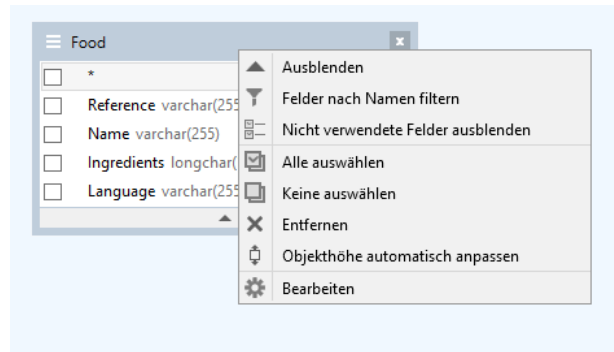 Food
x
*
Reference varchar(255
Name varchar(255)
Ingredients longchar(
Language varchar(255
Ausblenden
Felder nach Namen filtern
Nicht verwendete Felder ausblenden
Alle auswählen
Keine auswählen
Entfernen
Objekthöhe automatisch anpassen
Bearbeiten